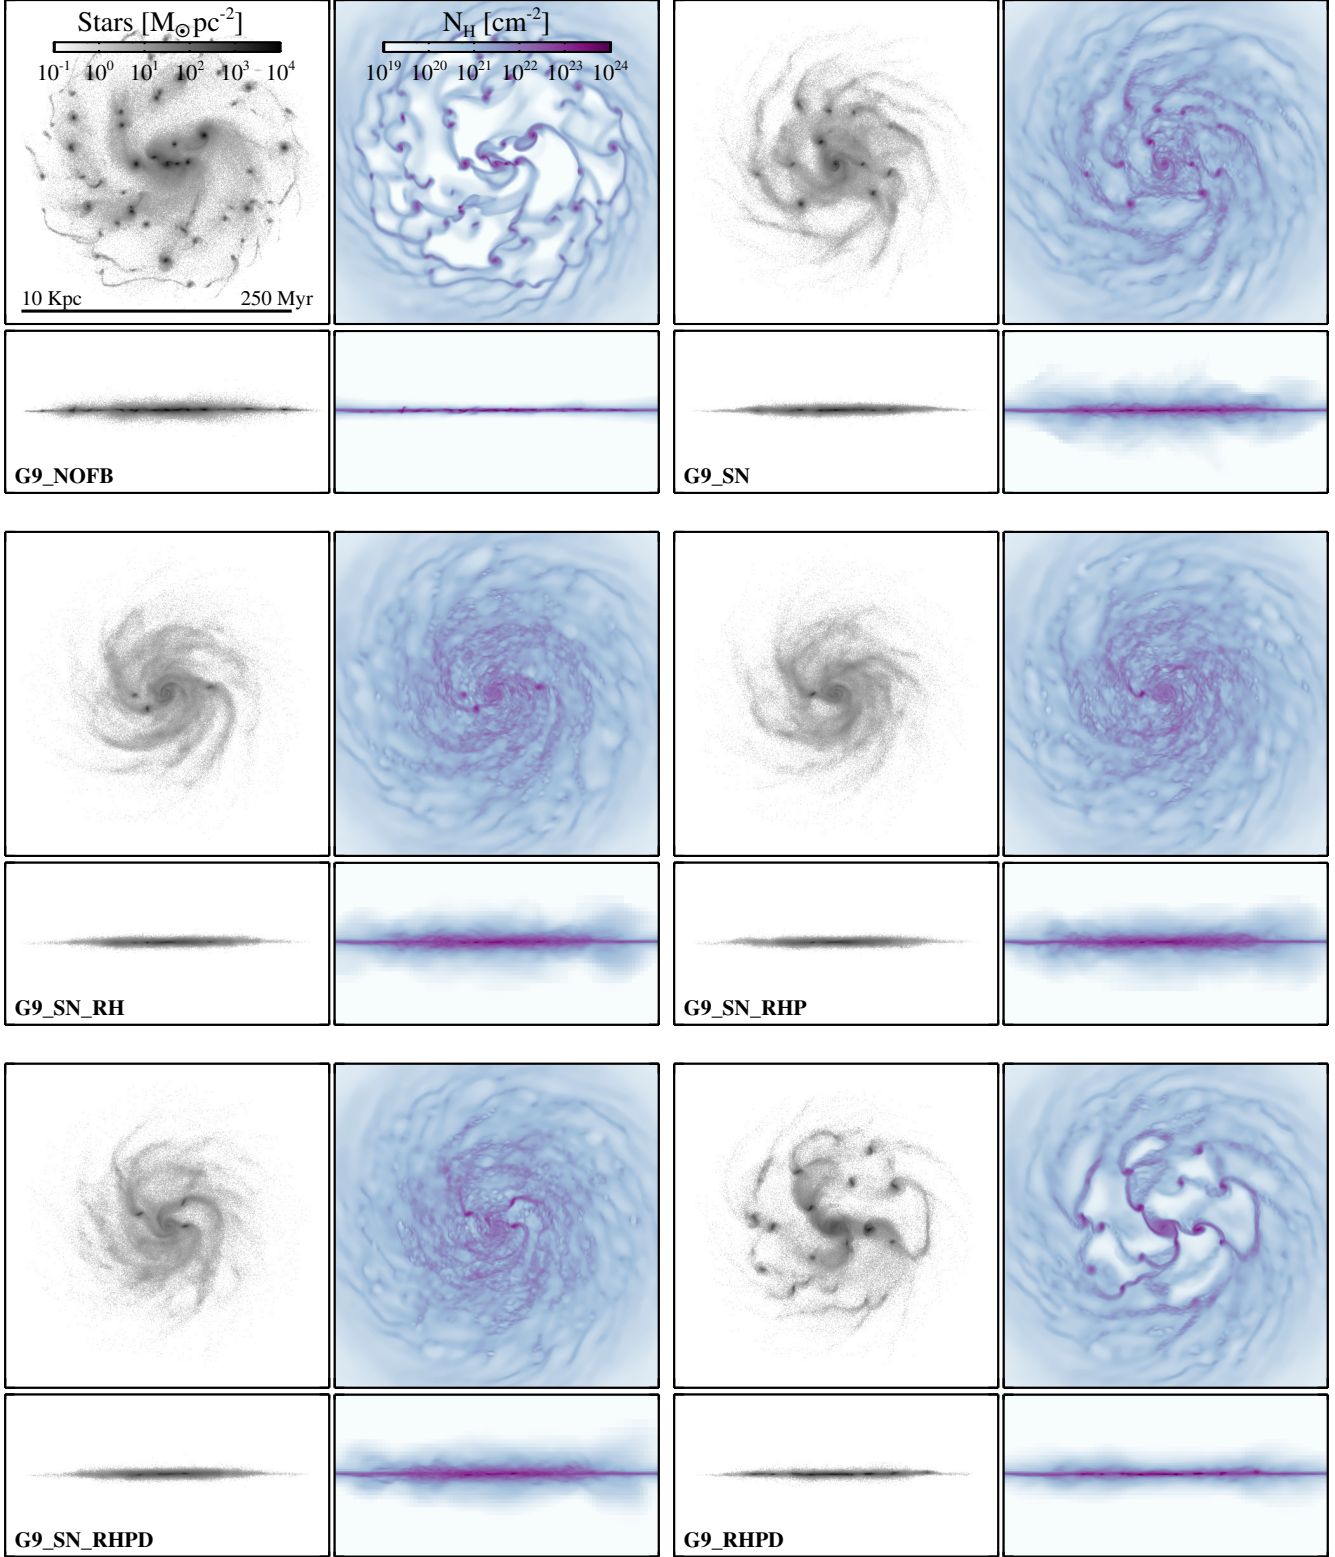 Stars [M⊙pc⁻²]
10⁻¹ 10⁰ 10¹ 10² 10³ 10⁴
N_H [cm⁻²]
10¹⁹ 10²⁰ 10²¹ 10²² 10²³ 10²⁴
10 Kpc 250 Myr
G9_NOFB
G9_SN
G9_SN_RH
G9_SN_RHP
G9_SN_RHPD
G9_RHPD